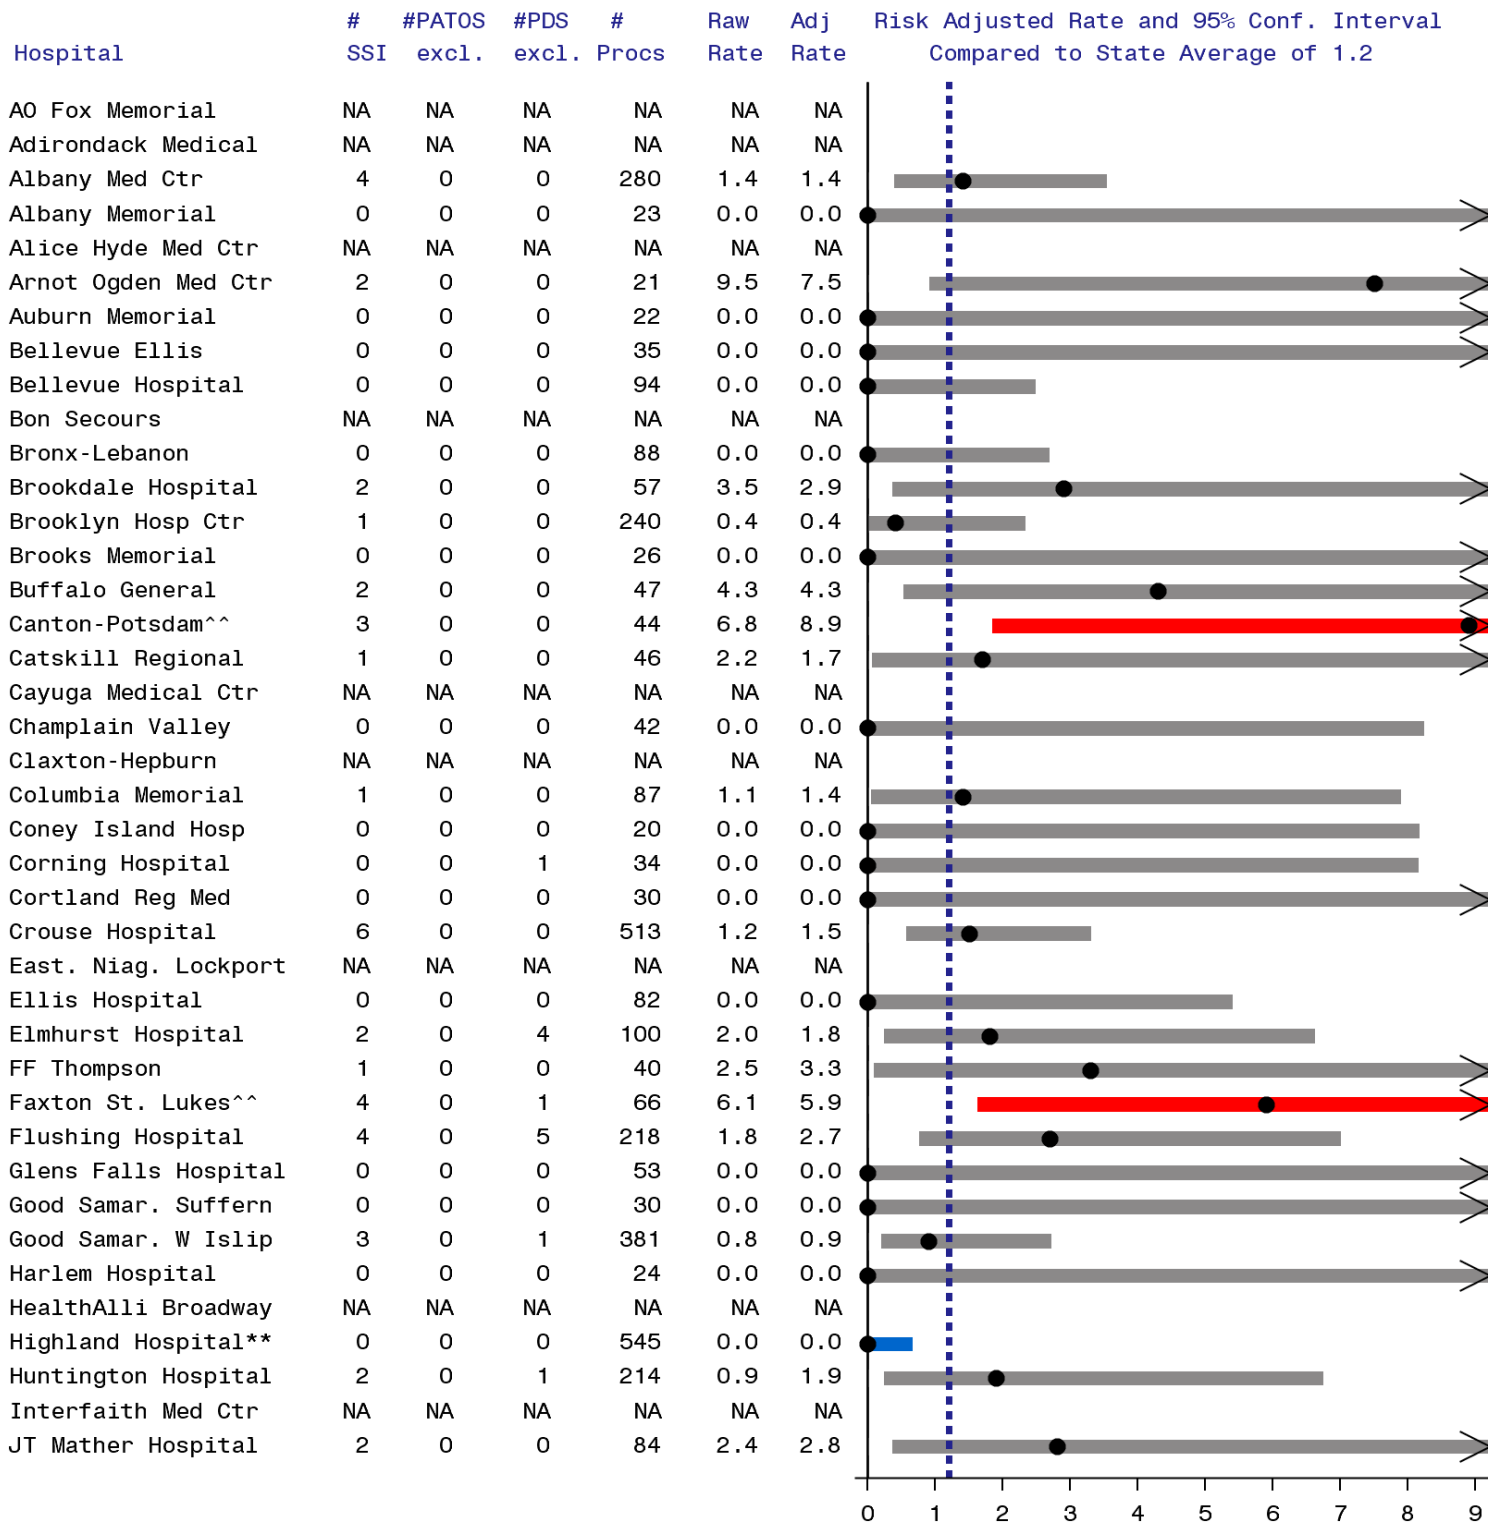 # #PATOS #PDS # Raw Adj Risk Adjusted Rate and 95% Conf. Interval
Hospital SSI excl. excl. Procs Rate Rate Compared to State Average of 1.2
AO Fox Memorial NA NA NA NA NA NA
Adirondack Medical NA NA NA NA NA NA
Albany Med Ctr 4 0 0 280 1.4 1.4
Albany Memorial 0 0 0 23 0.0 0.0
Alice Hyde Med Ctr NA NA NA NA NA NA
Arnot Ogden Med Ctr 2 0 0 21 9.5 7.5
Auburn Memorial 0 0 0 22 0.0 0.0
Bellevue Ellis 0 0 0 35 0.0 0.0
Bellevue Hospital 0 0 0 94 0.0 0.0
Bon Secours NA NA NA NA NA NA
Bronx-Lebanon 0 0 0 88 0.0 0.0
Brookdale Hospital 2 0 0 57 3.5 2.9
Brooklyn Hosp Ctr 1 0 0 240 0.4 0.4
Brooks Memorial 0 0 0 26 0.0 0.0
Buffalo General 2 0 0 47 4.3 4.3
Canton-Potsdam^^ 3 0 0 44 6.8 8.9
Catskill Regional 1 0 0 46 2.2 1.7
Cayuga Medical Ctr NA NA NA NA NA NA
Champlain Valley 0 0 0 42 0.0 0.0
Claxton-Hepburn NA NA NA NA NA NA
Columbia Memorial 1 0 0 87 1.1 1.4
Coney Island Hosp 0 0 0 20 0.0 0.0
Corning Hospital 0 0 1 34 0.0 0.0
Cortland Reg Med 0 0 0 30 0.0 0.0
Crouse Hospital 6 0 0 513 1.2 1.5
East. Niag. Lockport NA NA NA NA NA NA
Ellis Hospital 0 0 0 82 0.0 0.0
Elmhurst Hospital 2 0 4 100 2.0 1.8
FF Thompson 1 0 0 40 2.5 3.3
Faxton St. Lukes^^ 4 0 1 66 6.1 5.9
Flushing Hospital 4 0 5 218 1.8 2.7
Glens Falls Hospital 0 0 0 53 0.0 0.0
Good Samar. Suffern 0 0 0 30 0.0 0.0
Good Samar. W Islip 3 0 1 381 0.8 0.9
Harlem Hospital 0 0 0 24 0.0 0.0
HealthAlli Broadway NA NA NA NA NA NA
Highland Hospital** 0 0 0 545 0.0 0.0
Huntington Hospital 2 0 1 214 0.9 1.9
Interfaith Med Ctr NA NA NA NA NA NA
JT Mather Hospital 2 0 0 84 2.4 2.8
0 1 2 3 4 5 6 7 8 9